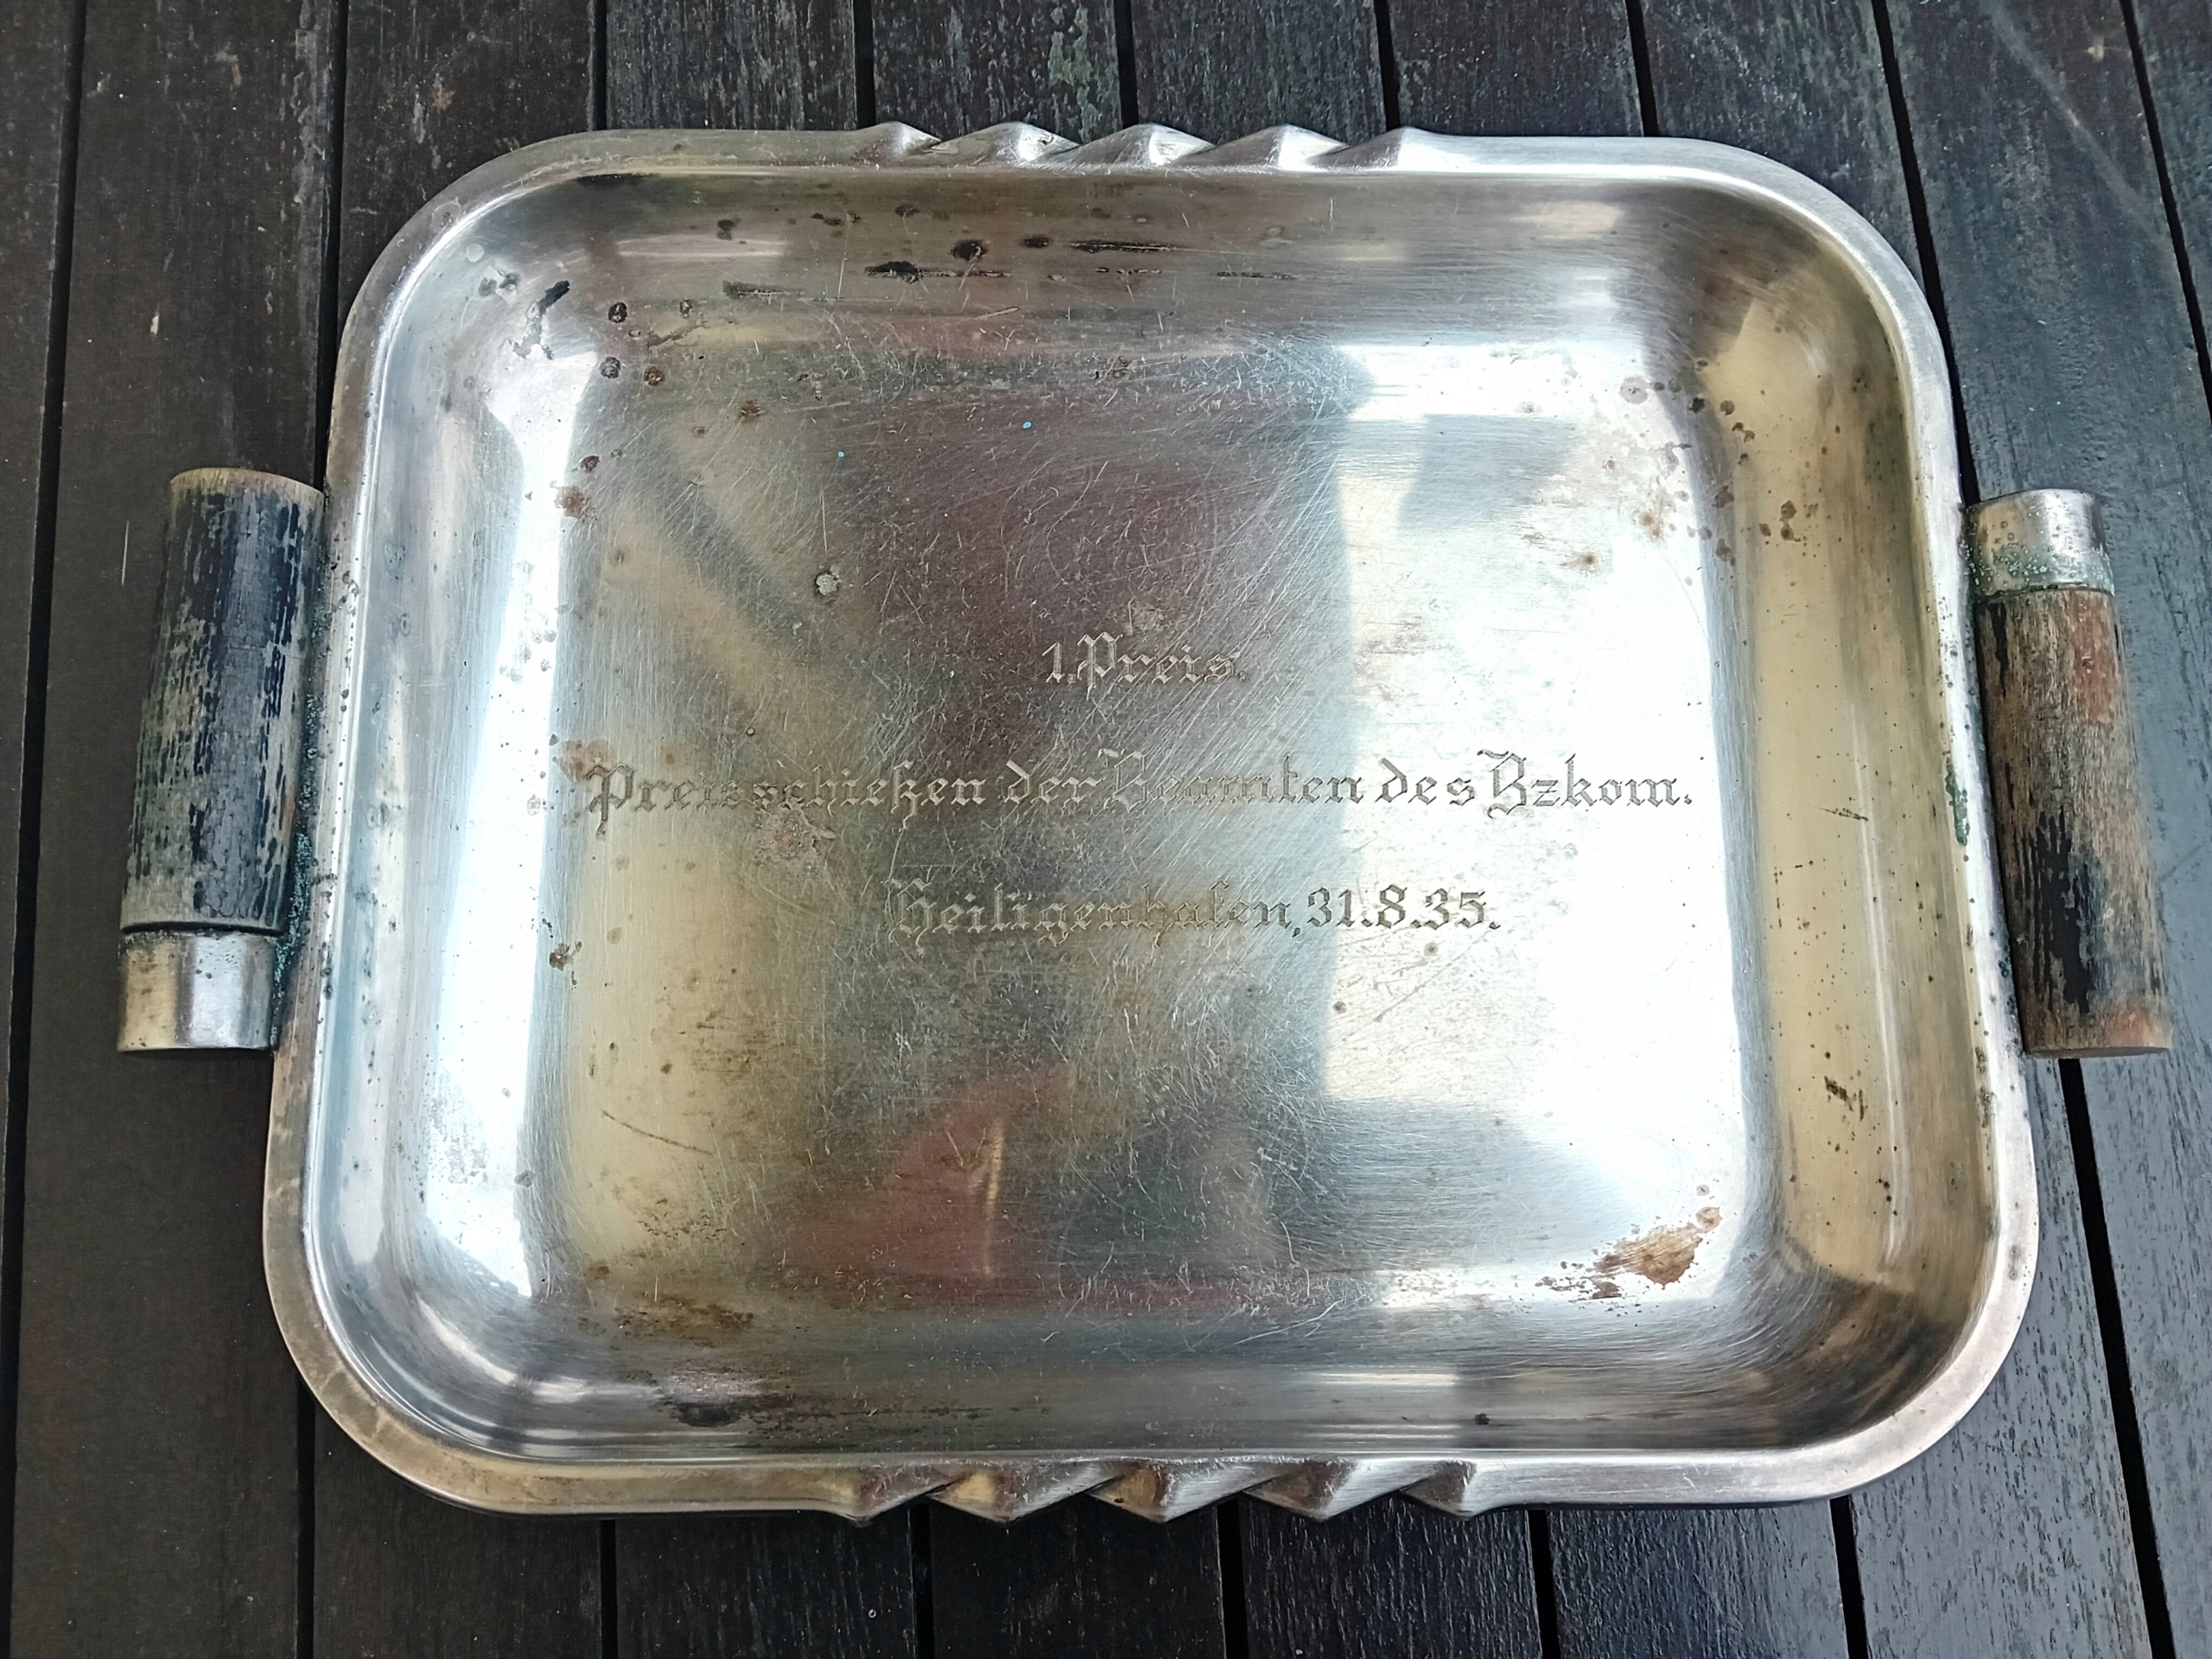 1. Preis.
Preisschießen der Beamten des Bzkom.
Heiligenhafen, 31.8.35.